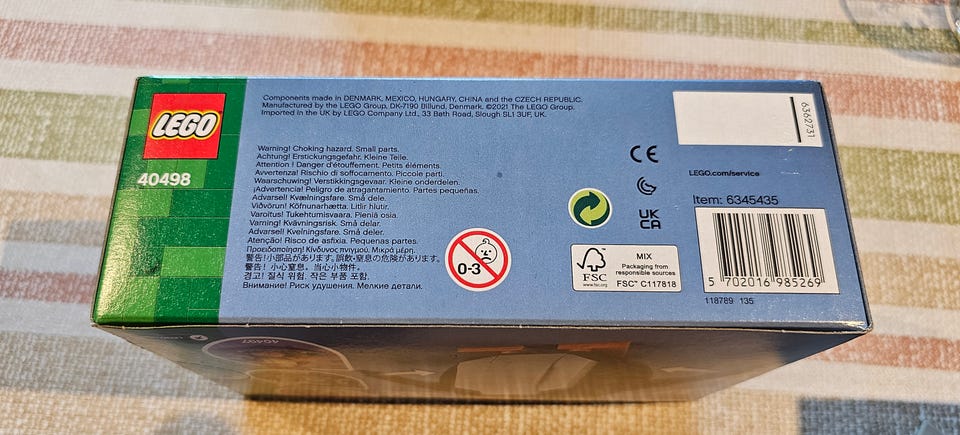 LEGO
40498
Components made in DENMARK, MEXICO, HUNGARY, CHINA and the CZECH REPUBLIC.
Manufactured by the LEGO Group, DK-7190 Billund, Denmark. ©2021 The LEGO Group.
Imported in the UK by LEGO Company Ltd., 33 Bath Road, Slough SL1 3UF, UK.
Warning! Choking hazard. Small parts.
Achtung! Erstickungsgefahr. Kleine Teile.
Attention ! Danger d'étouffement. Petits éléments.
Avvertenza! Rischio di soffocamento. Piccole parti.
Waarschuwing! Verstikkingsgevaar. Kleine onderdelen.
¡Advertencia! Peligro de atragantamiento. Partes pequeñas.
Advarsel! Kvælningsfare. Små dele.
Viðvörun! Köfnunarhætta. Litlir hlutir.
Varoitus! Tukehtumisvaara. Pieniä osia.
Varning! Kvävningsrisk. Små delar.
Advarsel! Kvelningsfare. Små deler.
Atenção! Risco de asfixia. Pequenas partes.
Προειδοποίηση! Κίνδυνος πνιγμού. Μικρά μέρη.
警告!小部品があります。誤飲・窒息の危険があります。
警告! 小心窒息。当心小物件。
경고! 질식 위험. 작은 부품 포함.
Внимание! Риск удушения. Мелкие детали.
0-3
CE
UK
CA
FSC
www.fsc.org
MIX
Packaging from
responsible sources
FSC™ C117818
6362731
LEGO.com/service
Item: 6345435
5 702016 985269
118789 135